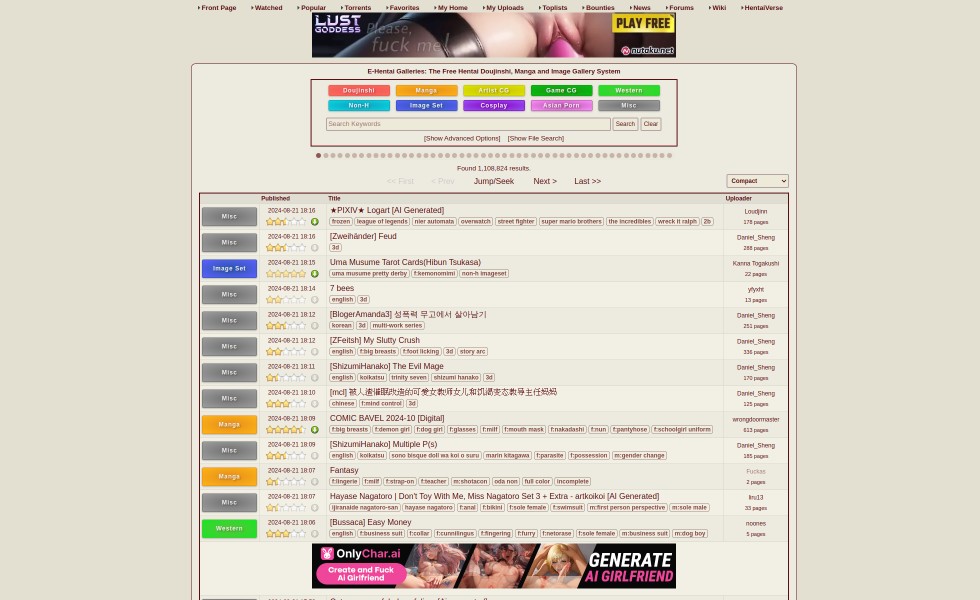 Front Page Watched Popular Torrents Favorites My Home My Uploads Toplists Bounties News Forums Wiki HentaiVerse
LUST GODDESS
Please, fuck me!
PLAY FREE
nutaku.net
E-Hentai Galleries: The Free Hentai Doujinshi, Manga and Image Gallery System
Doujinshi Manga Artist CG Game CG Western
Non-H Image Set Cosplay Asian Porn Misc
Search Keywords Search Clear
[Show Advanced Options] [Show File Search]
Found 1,108,824 results.
<< First < Prev Jump/Seek Next > Last >> Compact
Published Title Uploader
Misc 2024-08-21 18:16 ★PIXIV★ Logart [AI Generated] Loudjinn
frozen league of legends nier automata overwatch street fighter super mario brothers the incredibles wreck it ralph 2b 178 pages
Misc 2024-08-21 18:16 [Zweihänder] Feud Daniel_Sheng
3d 288 pages
Image Set 2024-08-21 18:15 Uma Musume Tarot Cards(Hibun Tsukasa) Kanna Togakushi
uma musume pretty derby f:kemonomimi non-h imageset 22 pages
Misc 2024-08-21 18:14 7 bees yfyxht
english 3d 13 pages
Misc 2024-08-21 18:12 [BlogerAmanda3] 성폭력 무고에서 살아남기 Daniel_Sheng
korean 3d multi-work series 251 pages
Misc 2024-08-21 18:12 [ZFeitsh] My Slutty Crush Daniel_Sheng
english f:big breasts f:foot licking 3d story arc 336 pages
Misc 2024-08-21 18:11 [ShizumiHanako] The Evil Mage Daniel_Sheng
english koikatsu trinity seven shizumi hanako 3d 170 pages
Misc 2024-08-21 18:10 [mcl] 被人渣催眠改造的可爱女教师女儿和饥渴变态教导主任妈妈 Daniel_Sheng
chinese f:mind control 3d 125 pages
Manga 2024-08-21 18:09 COMIC BAVEL 2024-10 [Digital] wrongdoormaster
f:big breasts f:demon girl f:dog girl f:glasses f:milf f:mouth mask f:nakadashi f:nun f:pantyhose f:schoolgirl uniform 613 pages
Misc 2024-08-21 18:09 [ShizumiHanako] Multiple P(s) Daniel_Sheng
english koikatsu sono bisque doll wa koi o suru marin kitagawa f:parasite f:possession m:gender change 185 pages
Manga 2024-08-21 18:07 Fantasy Fuckas
f:lingerie f:milf f:strap-on f:teacher m:shotacon oda non full color incomplete 2 pages
Misc 2024-08-21 18:07 Hayase Nagatoro | Don't Toy With Me, Miss Nagatoro Set 3 + Extra - artkoikoi [AI Generated] liru13
ijiranaide nagatoro-san hayase nagatoro f:anal f:bikini f:sole female f:swimsuit m:first person perspective m:sole male 33 pages
Western 2024-08-21 18:06 [Bussaca] Easy Money noones
english f:business suit f:collar f:cunnilingus f:fingering f:furry f:netorase f:sole female m:business suit m:dog boy 5 pages
OnlyChar.ai
Create and Fuck
Ai Girlfriend
GENERATE
AI GIRLFRIEND